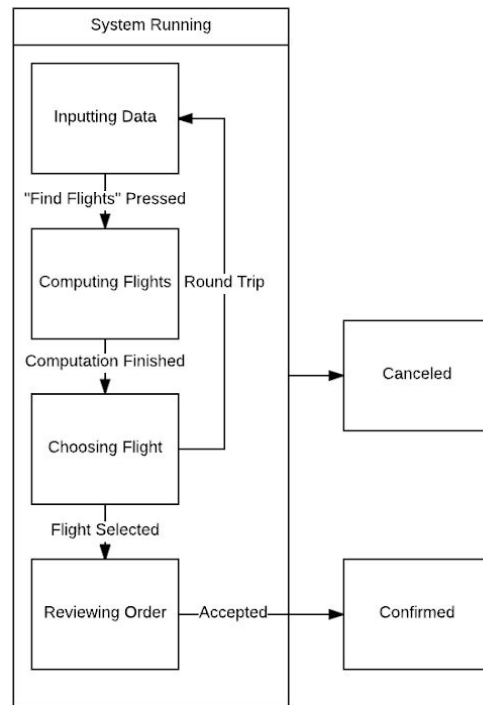 System Running
Inputting Data
"Find Flights" Pressed
Computing Flights
Round Trip
Computation Finished
Canceled
Choosing Flight
Flight Selected
Reviewing Order
Accepted
Confirmed